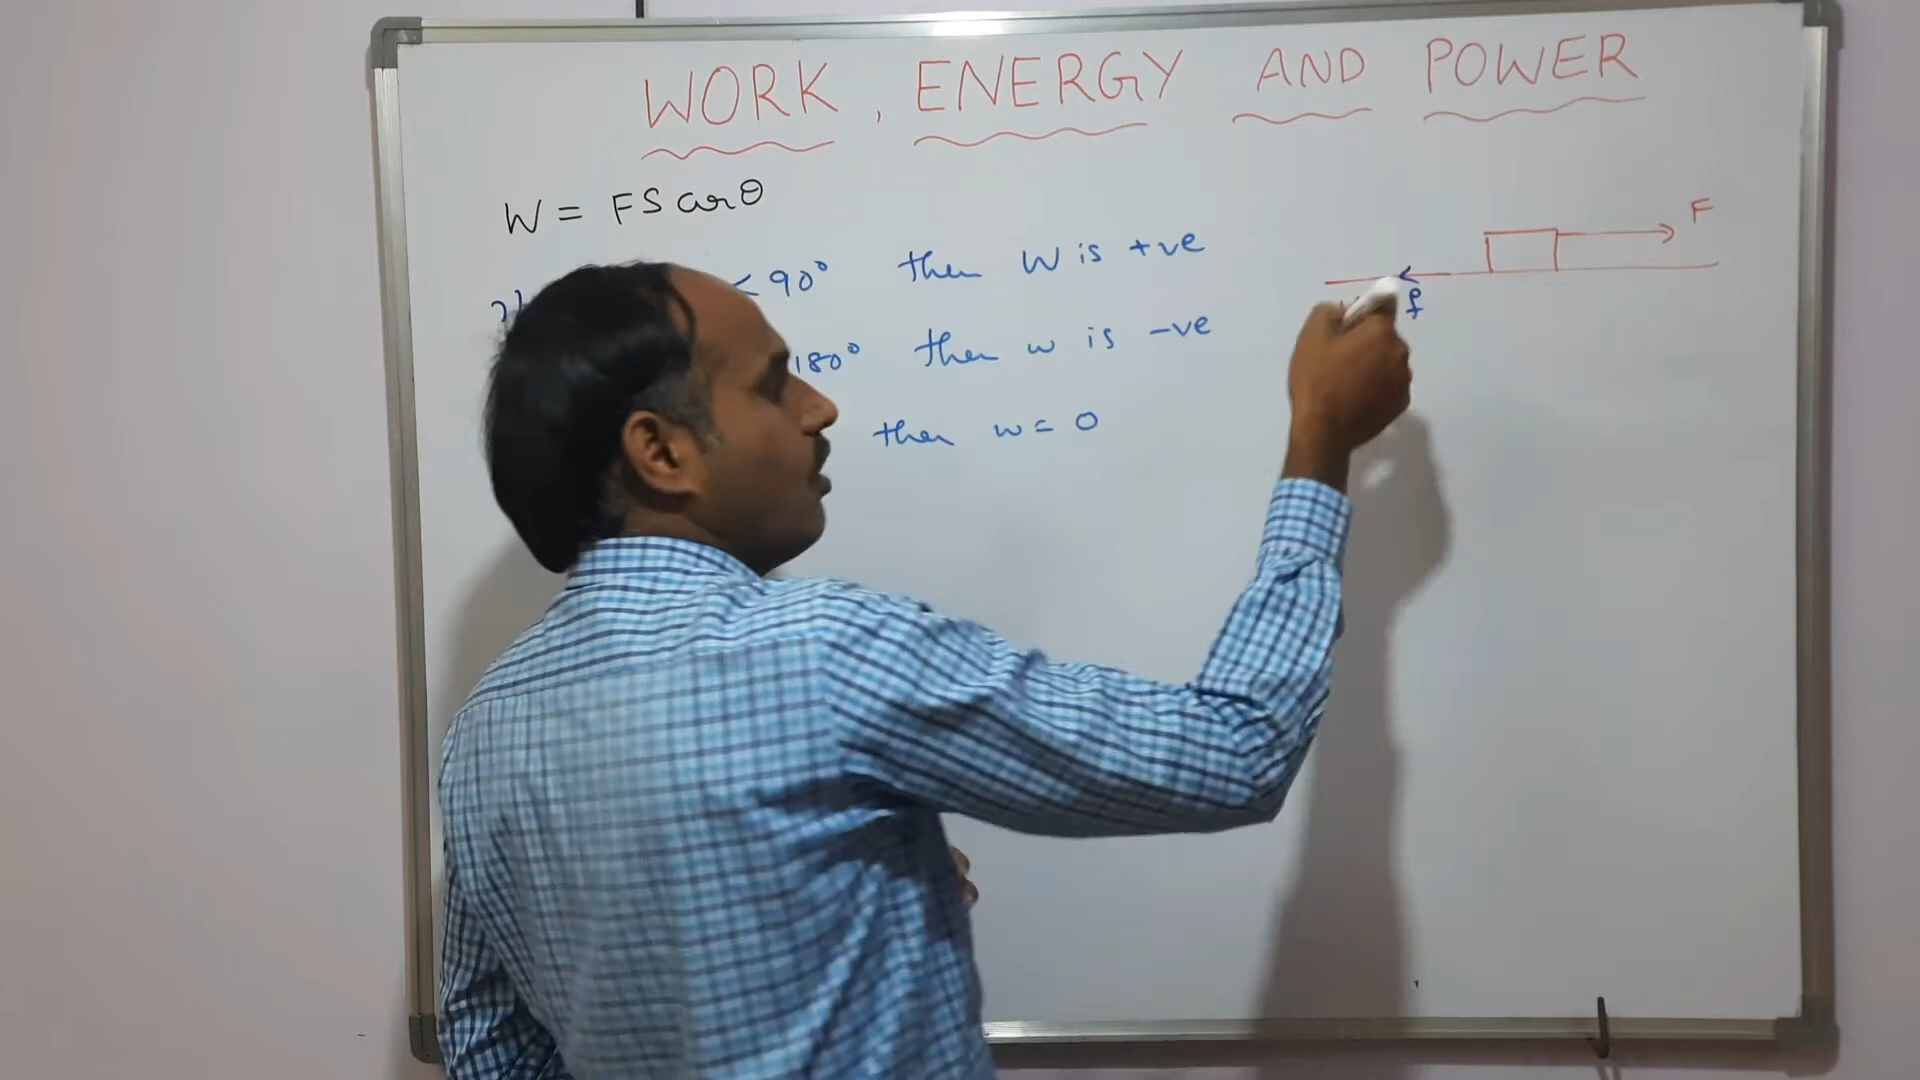 WORK, ENERGY AND POWER
W = FS cosθ
< 90° then W is +ve
180° then w is -ve
then w = 0
F
f